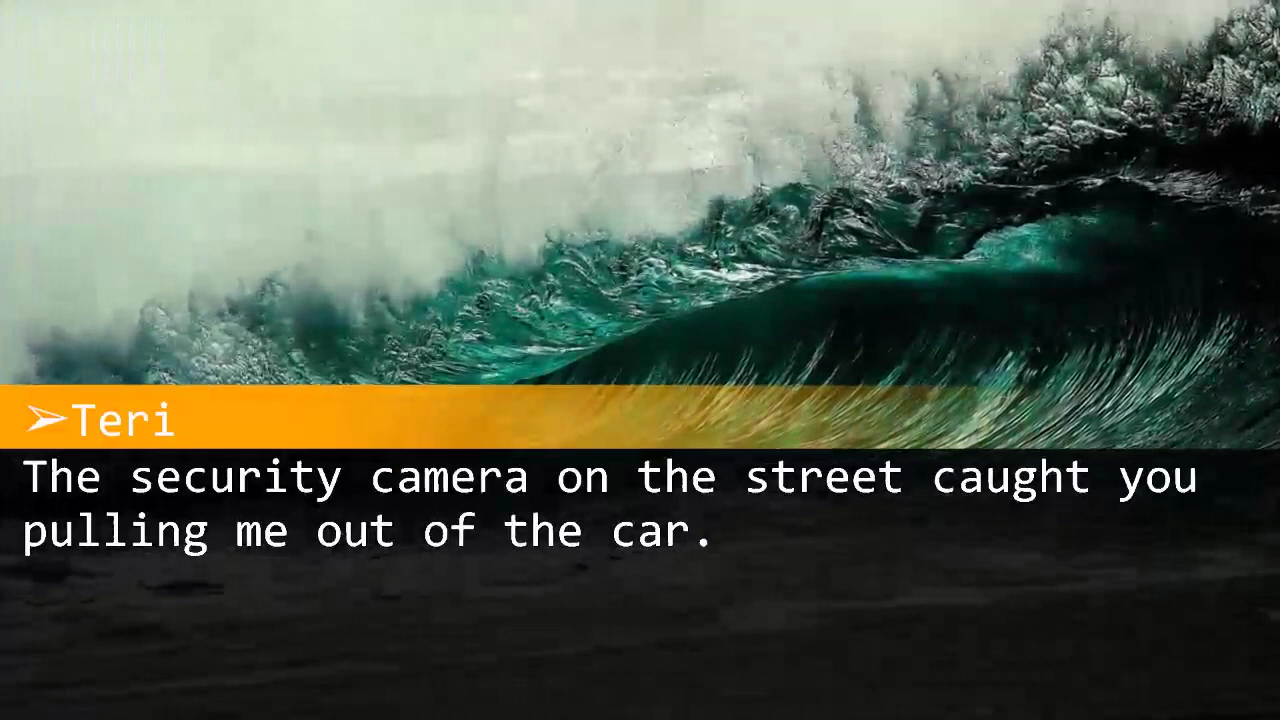 ➢Teri
The security camera on the street caught you
pulling me out of the car.